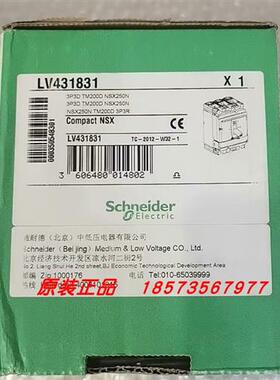 LV431831
X 1
3P3D TM200D NSX250N
3P3D TM200D NSX250N
NSX250N TM200D 3P3R
Compact NSX
LV431831
TC-2012-W32-1
3 606480 014802
Schneider
Electric
施耐德(北京)中低压电器有限公司
Schneider (Beijing) Medium & Low Voltage CO., Ltd
北京经济技术开发区凉水河二街2号
No.2, Liang Shui He 2nd street,BJ Economic Technological Development Area
Zip.1000176
TEL:010-65039999
原装正品 18573567977